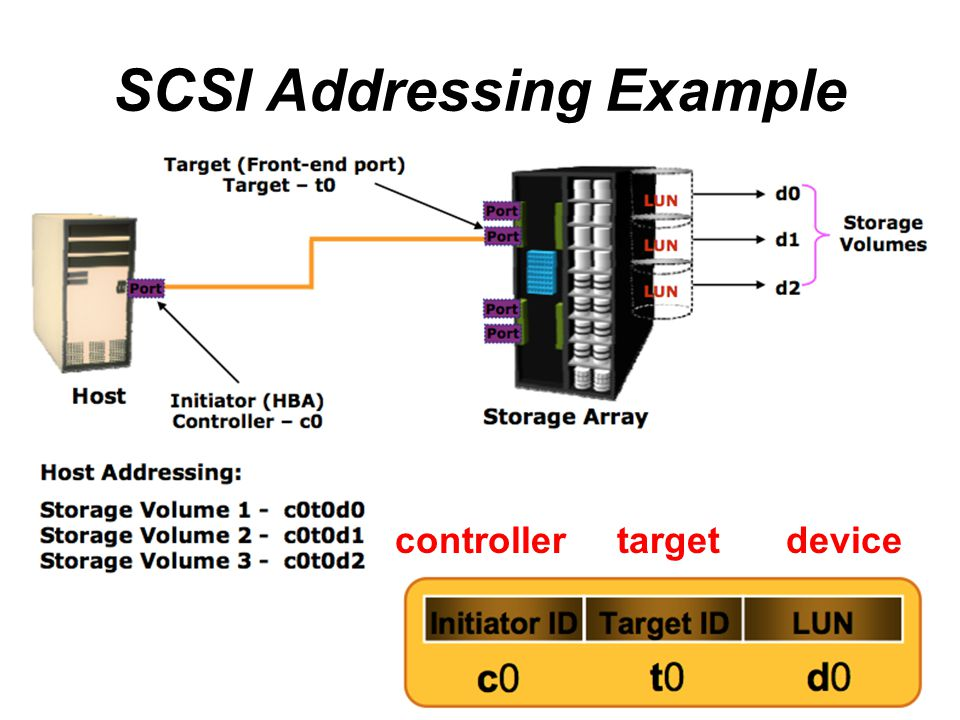 SCSI Addressing Example
Target (Front-end port)
Target – t0
Port
Port
Port
Port
Port
LUN
LUN
LUN
d0
d1
d2
Storage
Volumes
Host
Initiator (HBA)
Controller – c0
Storage Array
Host Addressing:
Storage Volume 1 - c0t0d0
Storage Volume 2 - c0t0d1
Storage Volume 3 - c0t0d2
controller target device
Initiator ID Target ID LUN
c0 t0 d0